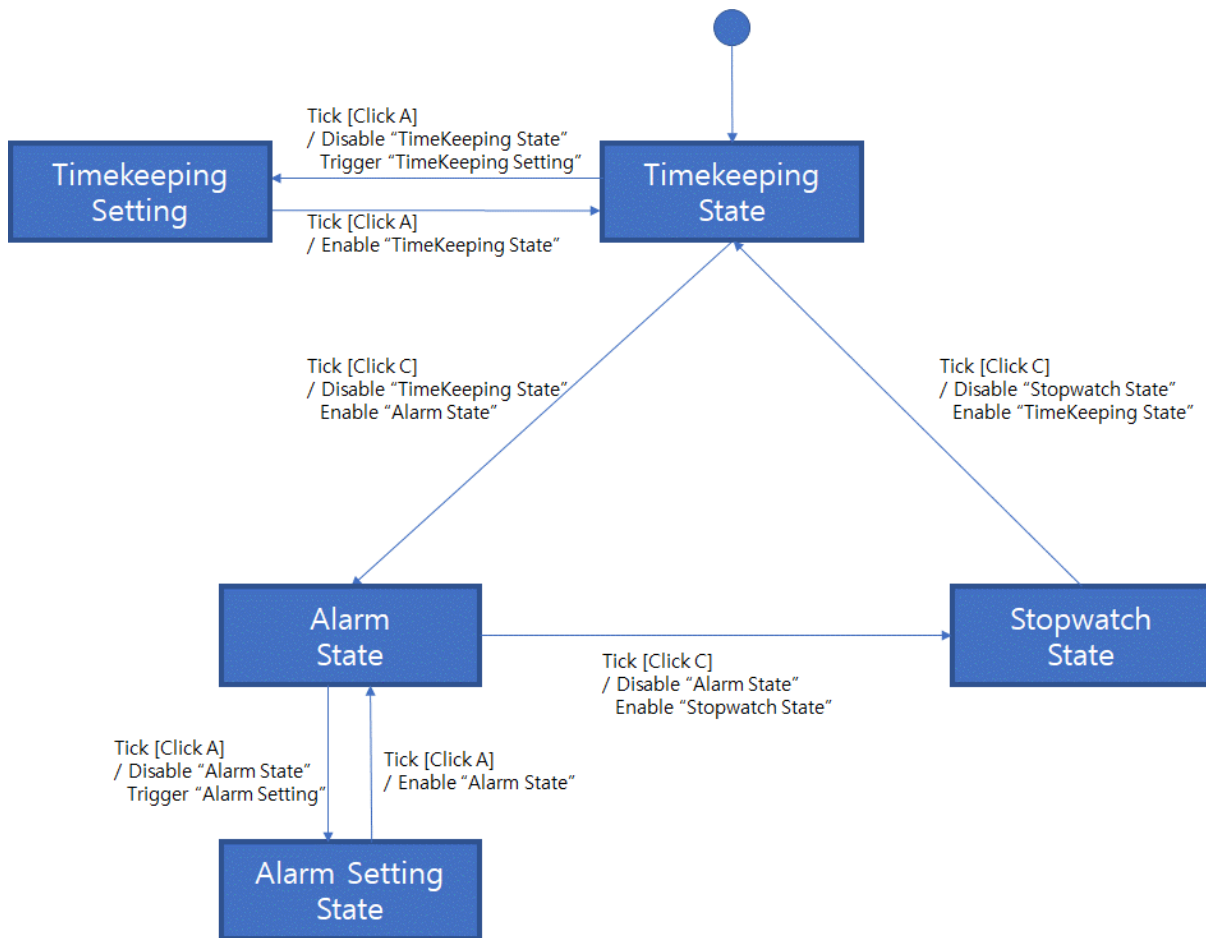 Tick [Click A]
/ Disable “TimeKeeping State”
Trigger “TimeKeeping Setting”
Timekeeping
Setting
Timekeeping
State
Tick [Click A]
/ Enable “TimeKeeping State”
Tick [Click C]
/ Disable “TimeKeeping State”
Enable “Alarm State”
Tick [Click C]
/ Disable “Stopwatch State”
Enable “TimeKeeping State”
Alarm
State
Stopwatch
State
Tick [Click C]
/ Disable “Alarm State”
Enable “Stopwatch State”
Tick [Click A]
/ Disable “Alarm State”
Trigger “Alarm Setting”
Tick [Click A]
/ Enable “Alarm State”
Alarm Setting
State